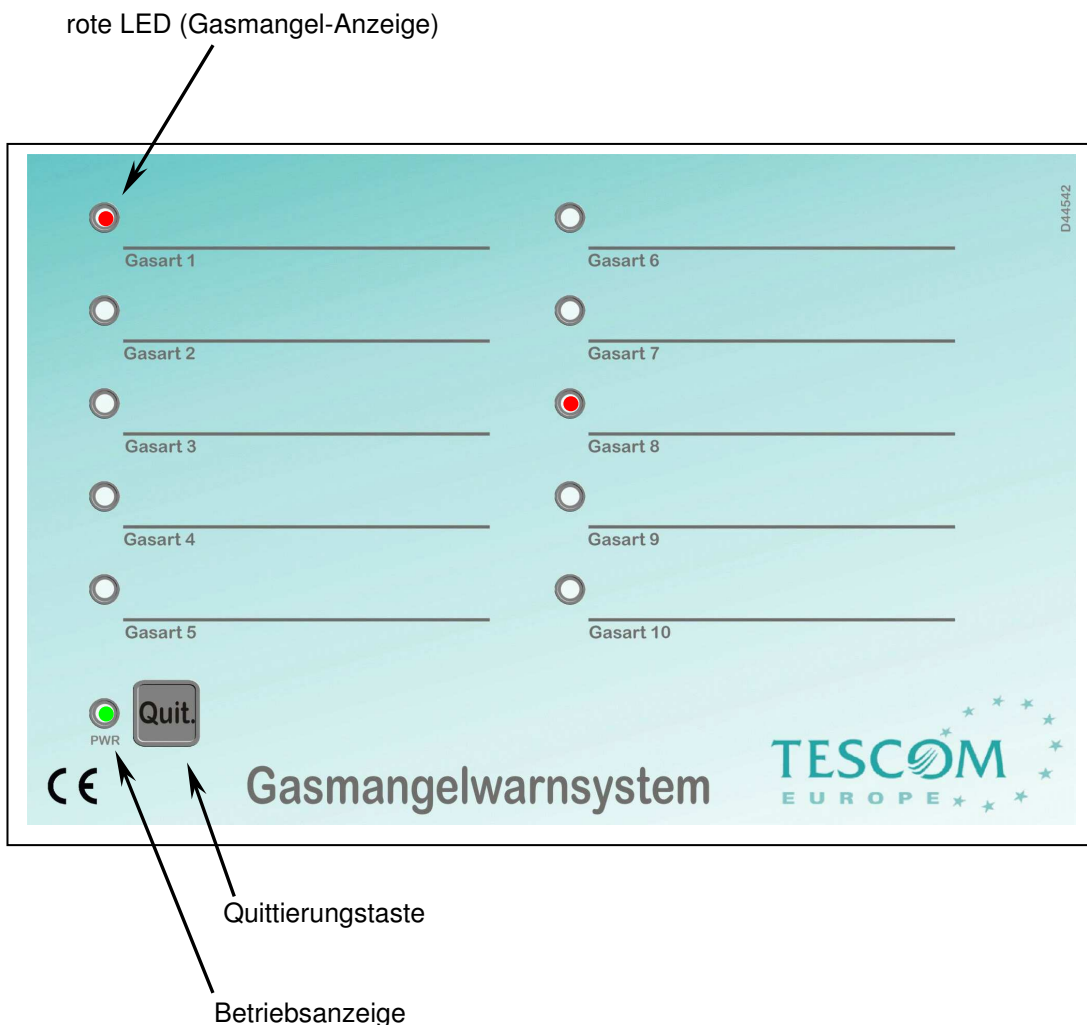 rote LED (Gasmangel-Anzeige)
D44542
Gasart 1
Gasart 2
Gasart 3
Gasart 4
Gasart 5
Gasart 6
Gasart 7
Gasart 8
Gasart 9
Gasart 10
Quit.
PWR
CE
Gasmangelwarnsystem
TESCOM
EUROPE
Quittierungstaste
Betriebsanzeige